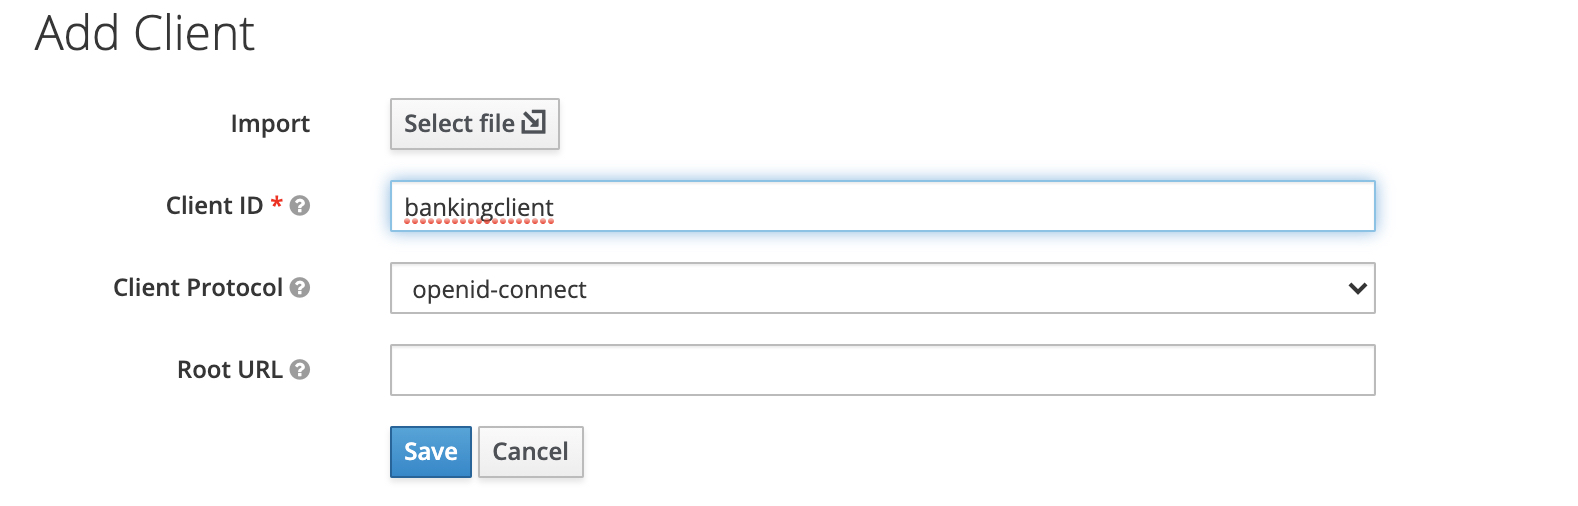 Add Client
Import Select file
Client ID * bankingclient
Client Protocol openid-connect
Root URL
Save Cancel